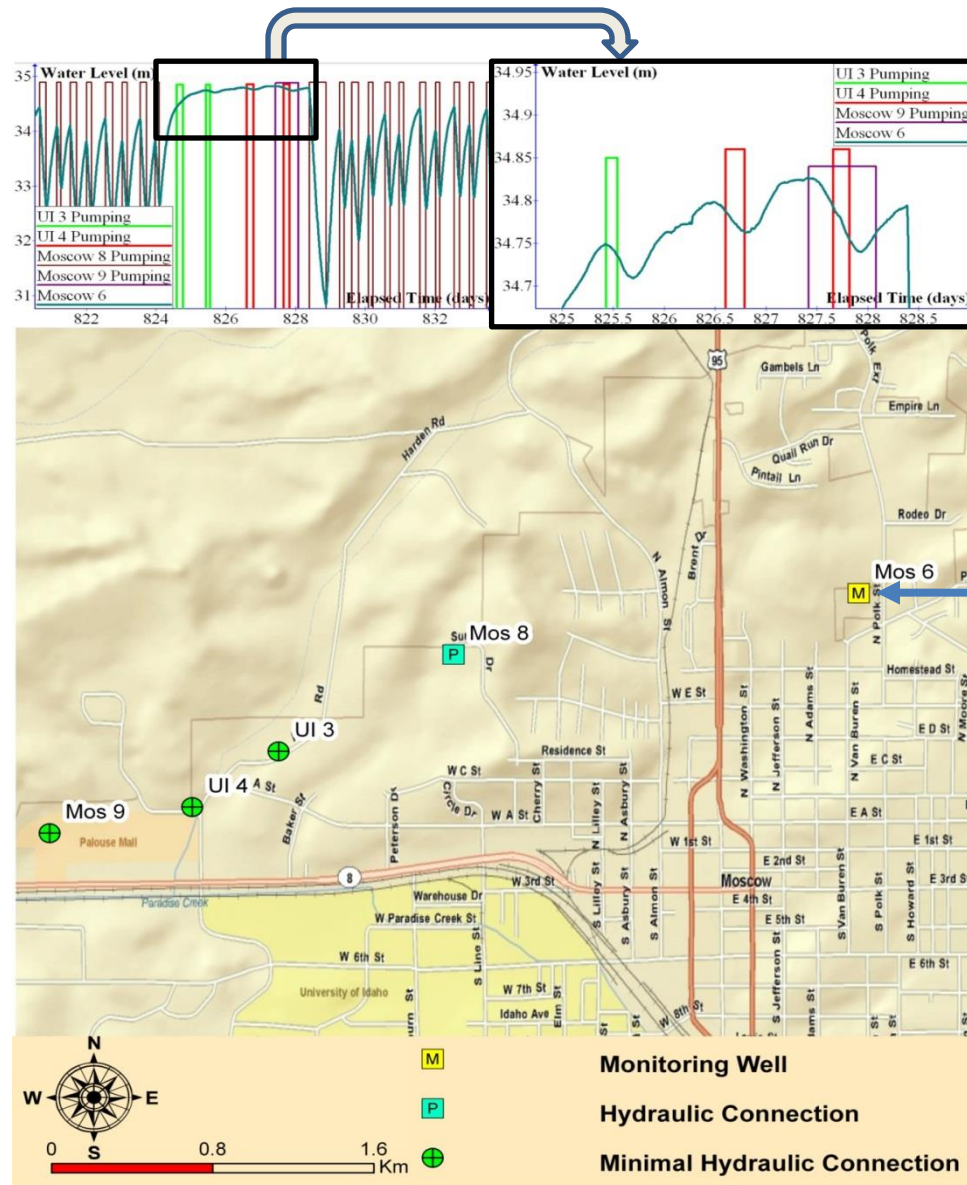 Water Level (m)
35
34
33
32
31
UI 3 Pumping
UI 4 Pumping
Moscow 8 Pumping
Moscow 9 Pumping
Moscow 6
Elapsed Time (days)
822 824 826 828 830 832
Water Level (m)
34.95
34.9
34.85
34.8
34.75
34.7
UI 3 Pumping
UI 4 Pumping
Moscow 9 Pumping
Moscow 6
Elapsed Time (days)
825 825.5 826 826.5 827 827.5 828 828.5
95
Gambels Ln
Polk Ext
Empire Ln
Quail Run Dr
Pintail Ln
Harden Rd
Rodeo Dr
N Almon St
Brent Dr
Mos 6
M
N Polk St
Mos 8
P
Dr
Homestead St
Rd
W E St
N Washington St
N Jefferson St
N Adams St
N Van Buren St
N Moore St
E D St
UI 3
Residence St
E C St
W C St
UI 4
A St
Baker St
Peterson Dr
Circle Dr
Cherry St
N Lilley St
N Asbury St
W A St
E A St
Mos 9
Palouse Mall
W 1st St
E 1st St
E 2nd St
8
W 3rd St
Moscow
E 3rd S
Paradise Creek
Warehouse Dr
E 4th St
S Lilley St
S Asbury St
S Almon St
S Van Buren St
S Polk St
S Howard St
W Paradise Creek St
E 5th St
S Line St
W 6th St
E 6th St
S Jefferson St
University of Idaho
W 7th St
Elm St
W 8th St
Idaho Ave
N
W E
S
0 0.8 1.6
Km
M Monitoring Well
P Hydraulic Connection
Minimal Hydraulic Connection